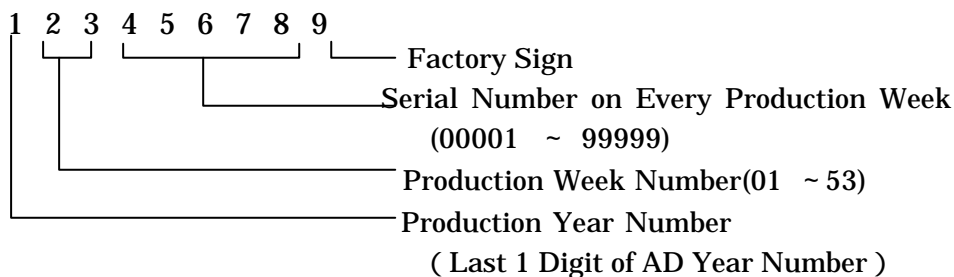 1 2 3 4 5 6 7 8 9
Factory Sign
Serial Number on Every Production Week
(00001 ~ 99999)
Production Week Number(01 ~53)
Production Year Number
( Last 1 Digit of AD Year Number )